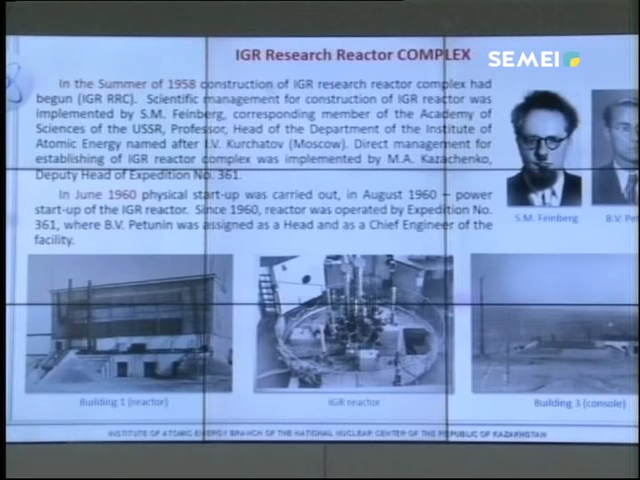 IGR Research Reactor COMPLEX
SEMEI
In the Summer of 1958 construction of IGR research reactor complex had
begun (IGR RRC). Scientific management for construction of IGR reactor was
implemented by S.M. Feinberg, corresponding member of the Academy of
Sciences of the USSR, Professor, Head of the Department of the Institute of
Atomic Energy named after I.V. Kurchatov (Moscow). Direct management for
establishing of IGR reactor complex was implemented by M.A. Kazachenko,
Deputy Head of Expedition No. 361.
In June 1960 physical start-up was carried out, in August 1960 – power
start-up of the IGR reactor. Since 1960, reactor was operated by Expedition No.
361, where B.V. Petunin was assigned as a Head and as a Chief Engineer of the
facility.
S.M. Feinberg
B.V. Pe
Building 1 (reactor)
IGR reactor
Building 3 (console)
INSTITUTE OF ATOMIC ENERGY BRANCH OF THE NATIONAL NUCLEAR CENTER OF THE REPUBLIC OF KAZAKHSTAN